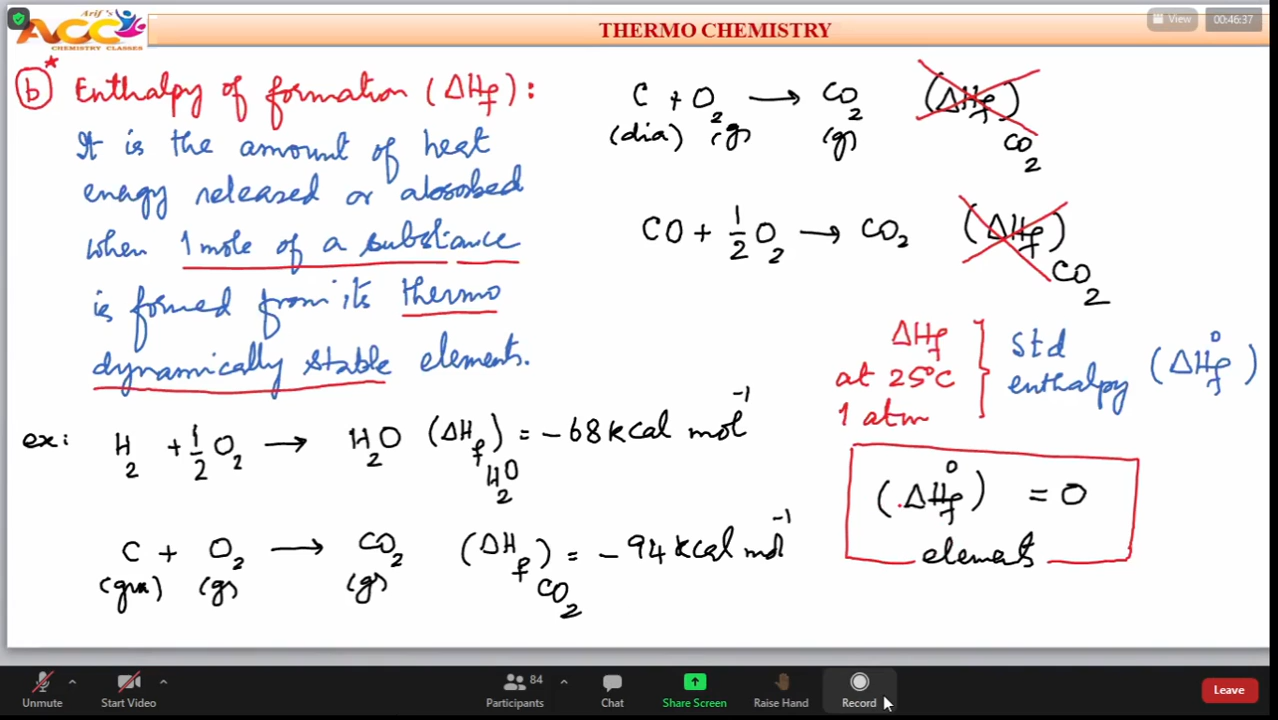 Arif's
ACC
CHEMISTRY CLASSES
THERMO CHEMISTRY
View
00:46:37
(b)* Enthalpy of formation (ΔHf) :
It is the amount of heat
energy released or absosbed
when 1 mole of a substance
is formed from its thermo
dynamically stable elements.
ex: H2 + 1/2 O2 → H2O (ΔHf)H2O = -68 kcal mol-1
C + O2 → CO2 (ΔHf)CO2 = -94 kcal mol-1
(gra) (g) (g)
C + O2 → CO2 (ΔHf)CO2
(dia) (g) (g)
CO + 1/2 O2 → CO2 (ΔHf)CO2
ΔHf
at 25°C
1 atm
} Std
enthalpy (ΔH°f)
(ΔH°f) = 0
elements
Unmute
Start Video
84
Participants
Chat
Share Screen
Raise Hand
Record
Leave